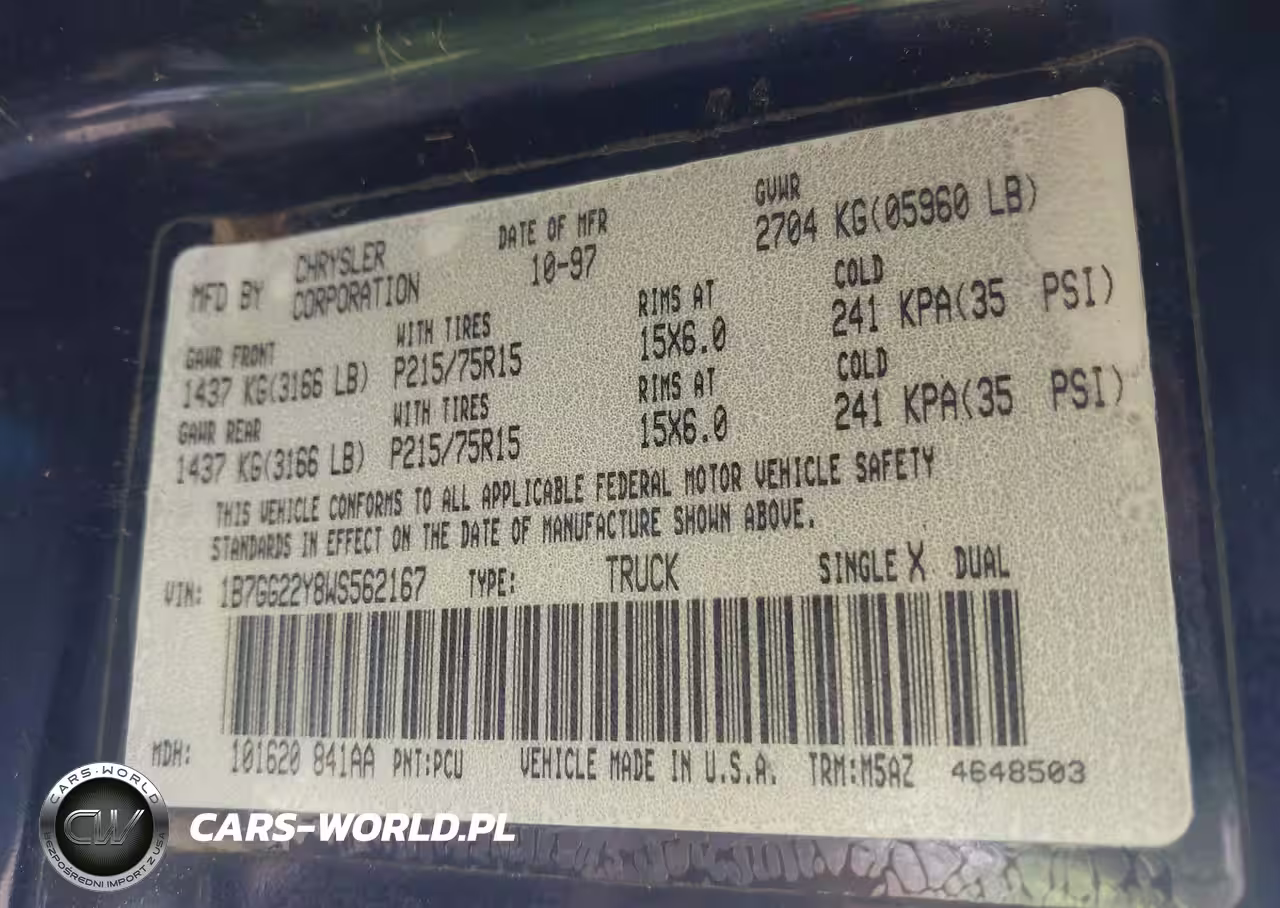 MFD BY CHRYSLER CORPORATION DATE OF MFR 10-97 GVWR 2704 KG(05960 LB)
GAWR FRONT WITH TIRES RIMS AT COLD
1437 KG(3166 LB) P215/75R15 15X6.0 241 KPA(35 PSI)
GAWR REAR WITH TIRES RIMS AT COLD
1437 KG(3166 LB) P215/75R15 15X6.0 241 KPA(35 PSI)
THIS VEHICLE CONFORMS TO ALL APPLICABLE FEDERAL MOTOR VEHICLE SAFETY
STANDARDS IN EFFECT ON THE DATE OF MANUFACTURE SHOWN ABOVE.
VIN: 1B7GG22Y8WS562167 TYPE: TRUCK SINGLE X DUAL
MDH: 101620 841AA PNT:PCU VEHICLE MADE IN U.S.A. TRM:M5AZ 4648503
CARS-WORLD
CW
BEZPOŚREDNI IMPORT Z USA
CARS-WORLD.PL